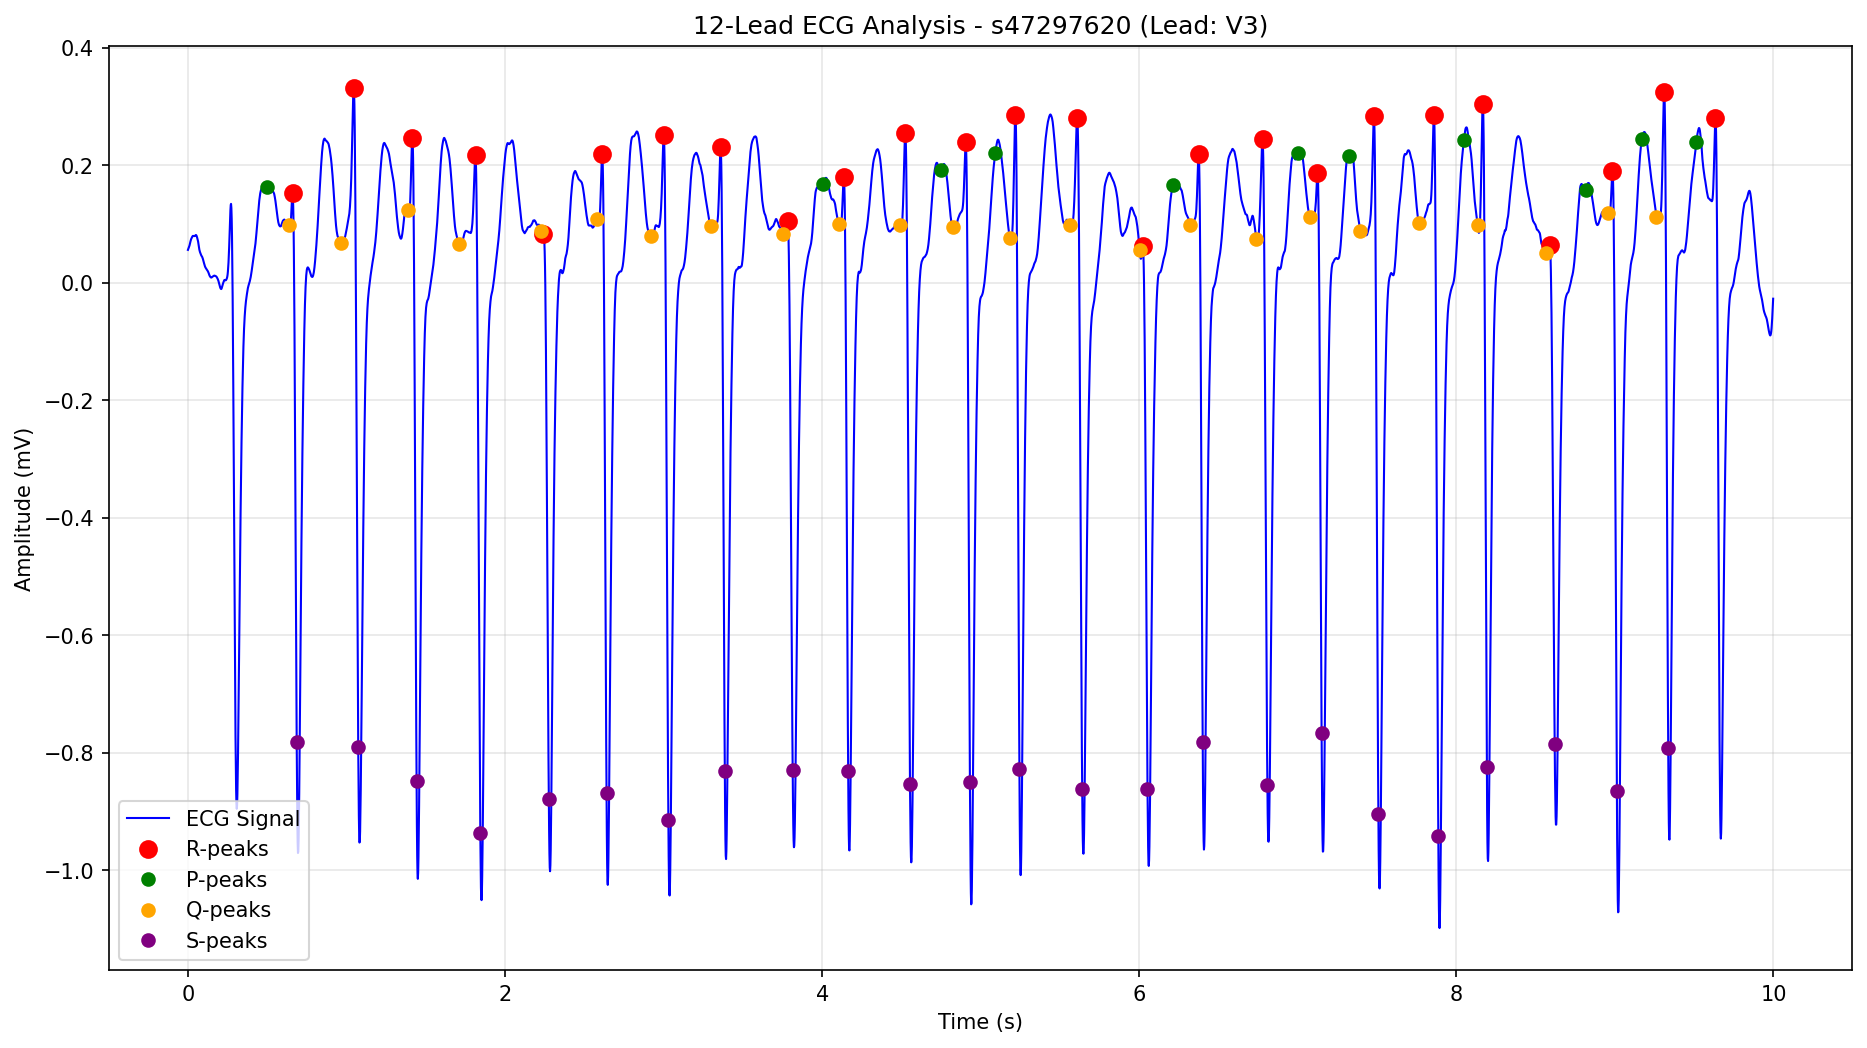 12-Lead ECG Analysis - s47297620 (Lead: V3)
0.4
0.2
0.0
−0.2
−0.4
−0.6
−0.8
−1.0
Amplitude (mV)
ECG Signal
R-peaks
P-peaks
Q-peaks
S-peaks
0 2 4 6 8 10
Time (s)